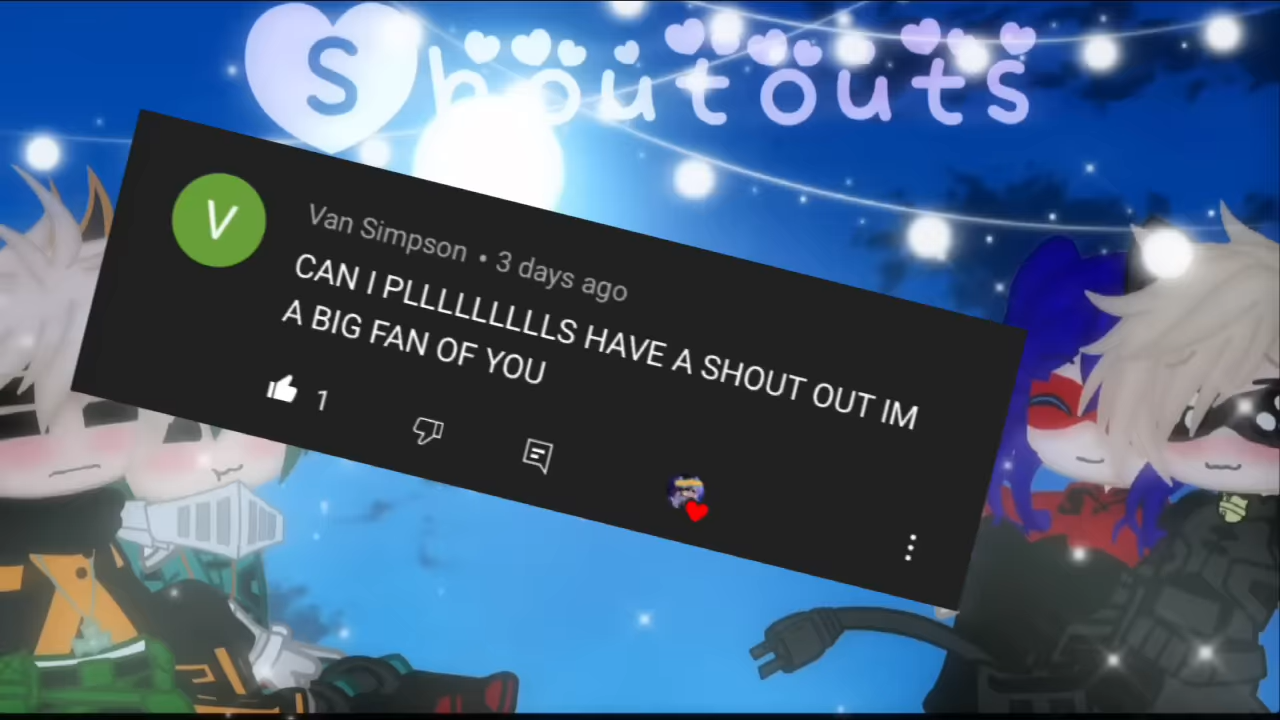 Shoutouts
V
Van Simpson • 3 days ago
CAN I PLLLLLLLLLS HAVE A SHOUT OUT IM
A BIG FAN OF YOU
1